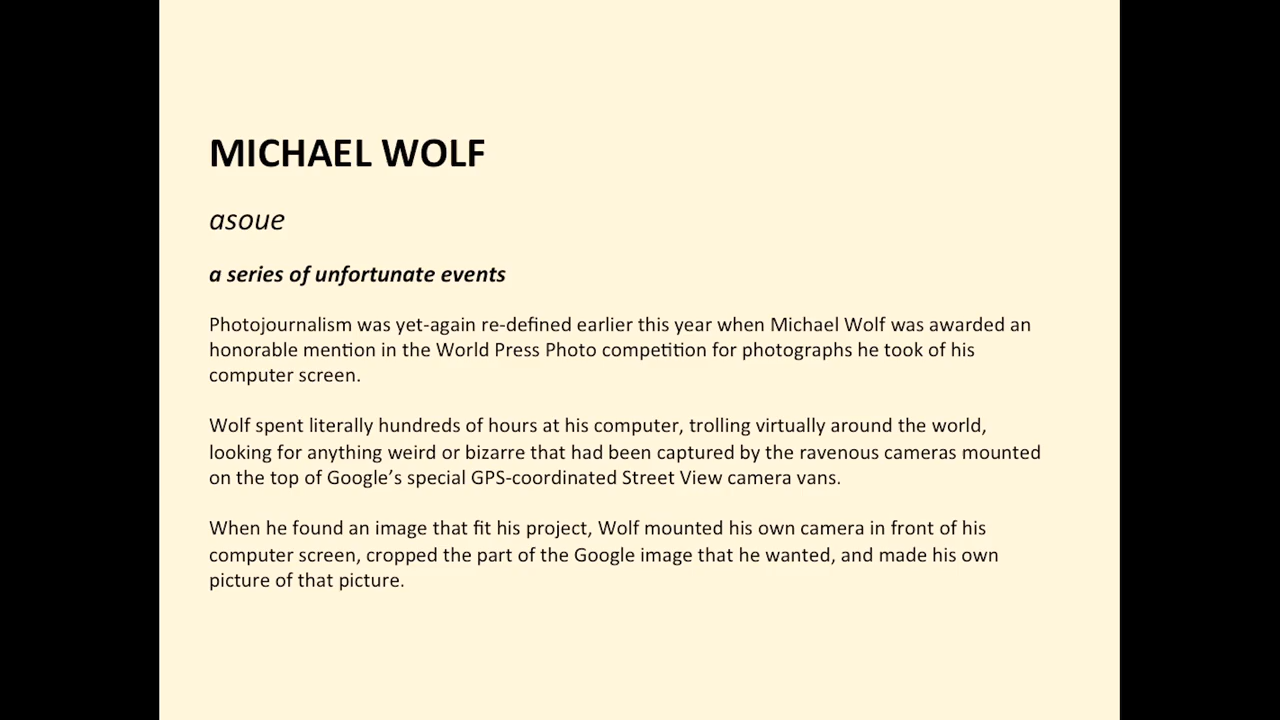 MICHAEL WOLF
asoue
a series of unfortunate events
Photojournalism was yet-again re-defined earlier this year when Michael Wolf was awarded an
honorable mention in the World Press Photo competition for photographs he took of his
computer screen.
Wolf spent literally hundreds of hours at his computer, trolling virtually around the world,
looking for anything weird or bizarre that had been captured by the ravenous cameras mounted
on the top of Google’s special GPS-coordinated Street View camera vans.
When he found an image that fit his project, Wolf mounted his own camera in front of his
computer screen, cropped the part of the Google image that he wanted, and made his own
picture of that picture.